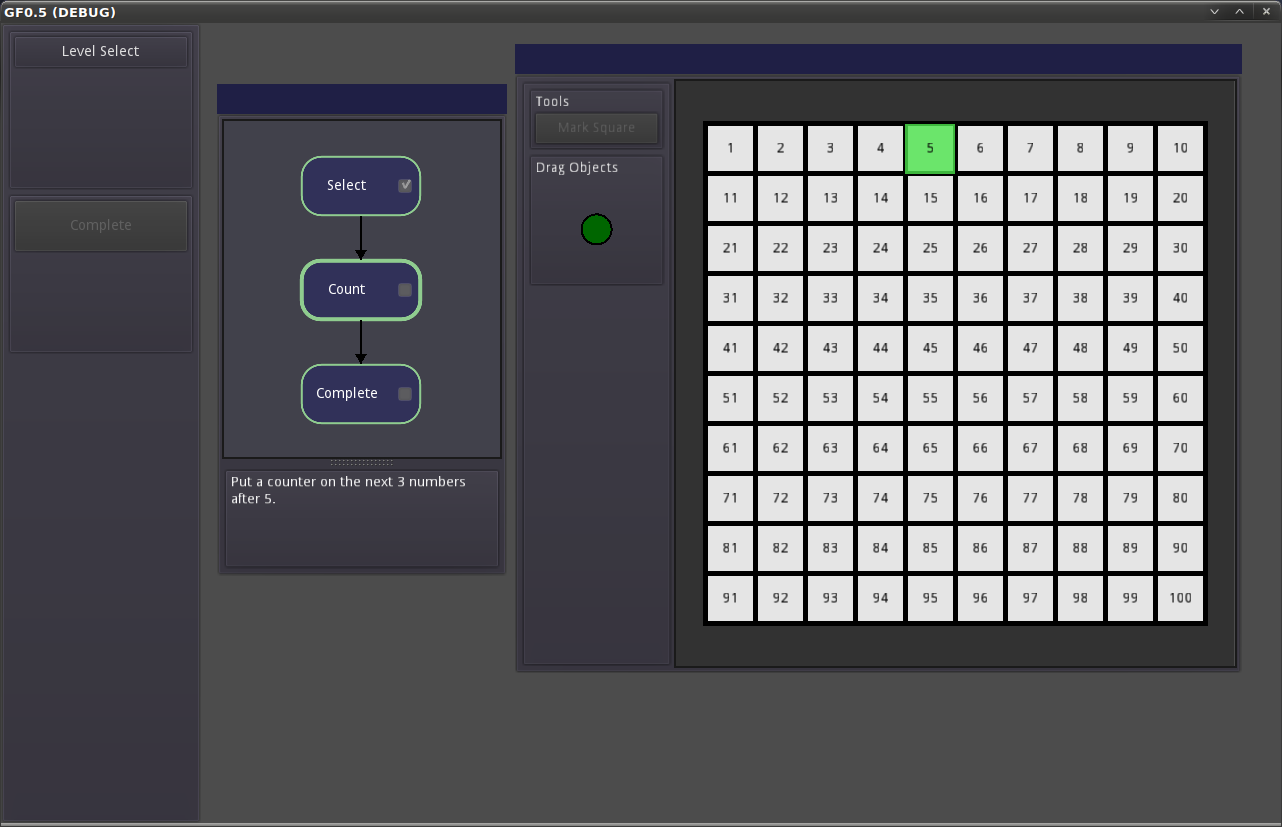 GF0.5 (DEBUG)
Level Select
Complete
Select
Count
Complete
Put a counter on the next 3 numbers
after 5.
Tools
Mark Square
Drag Objects
1 2 3 4 5 6 7 8 9 10
11 12 13 14 15 16 17 18 19 20
21 22 23 24 25 26 27 28 29 30
31 32 33 34 35 36 37 38 39 40
41 42 43 44 45 46 47 48 49 50
51 52 53 54 55 56 57 58 59 60
61 62 63 64 65 66 67 68 69 70
71 72 73 74 75 76 77 78 79 80
81 82 83 84 85 86 87 88 89 90
91 92 93 94 95 96 97 98 99 100